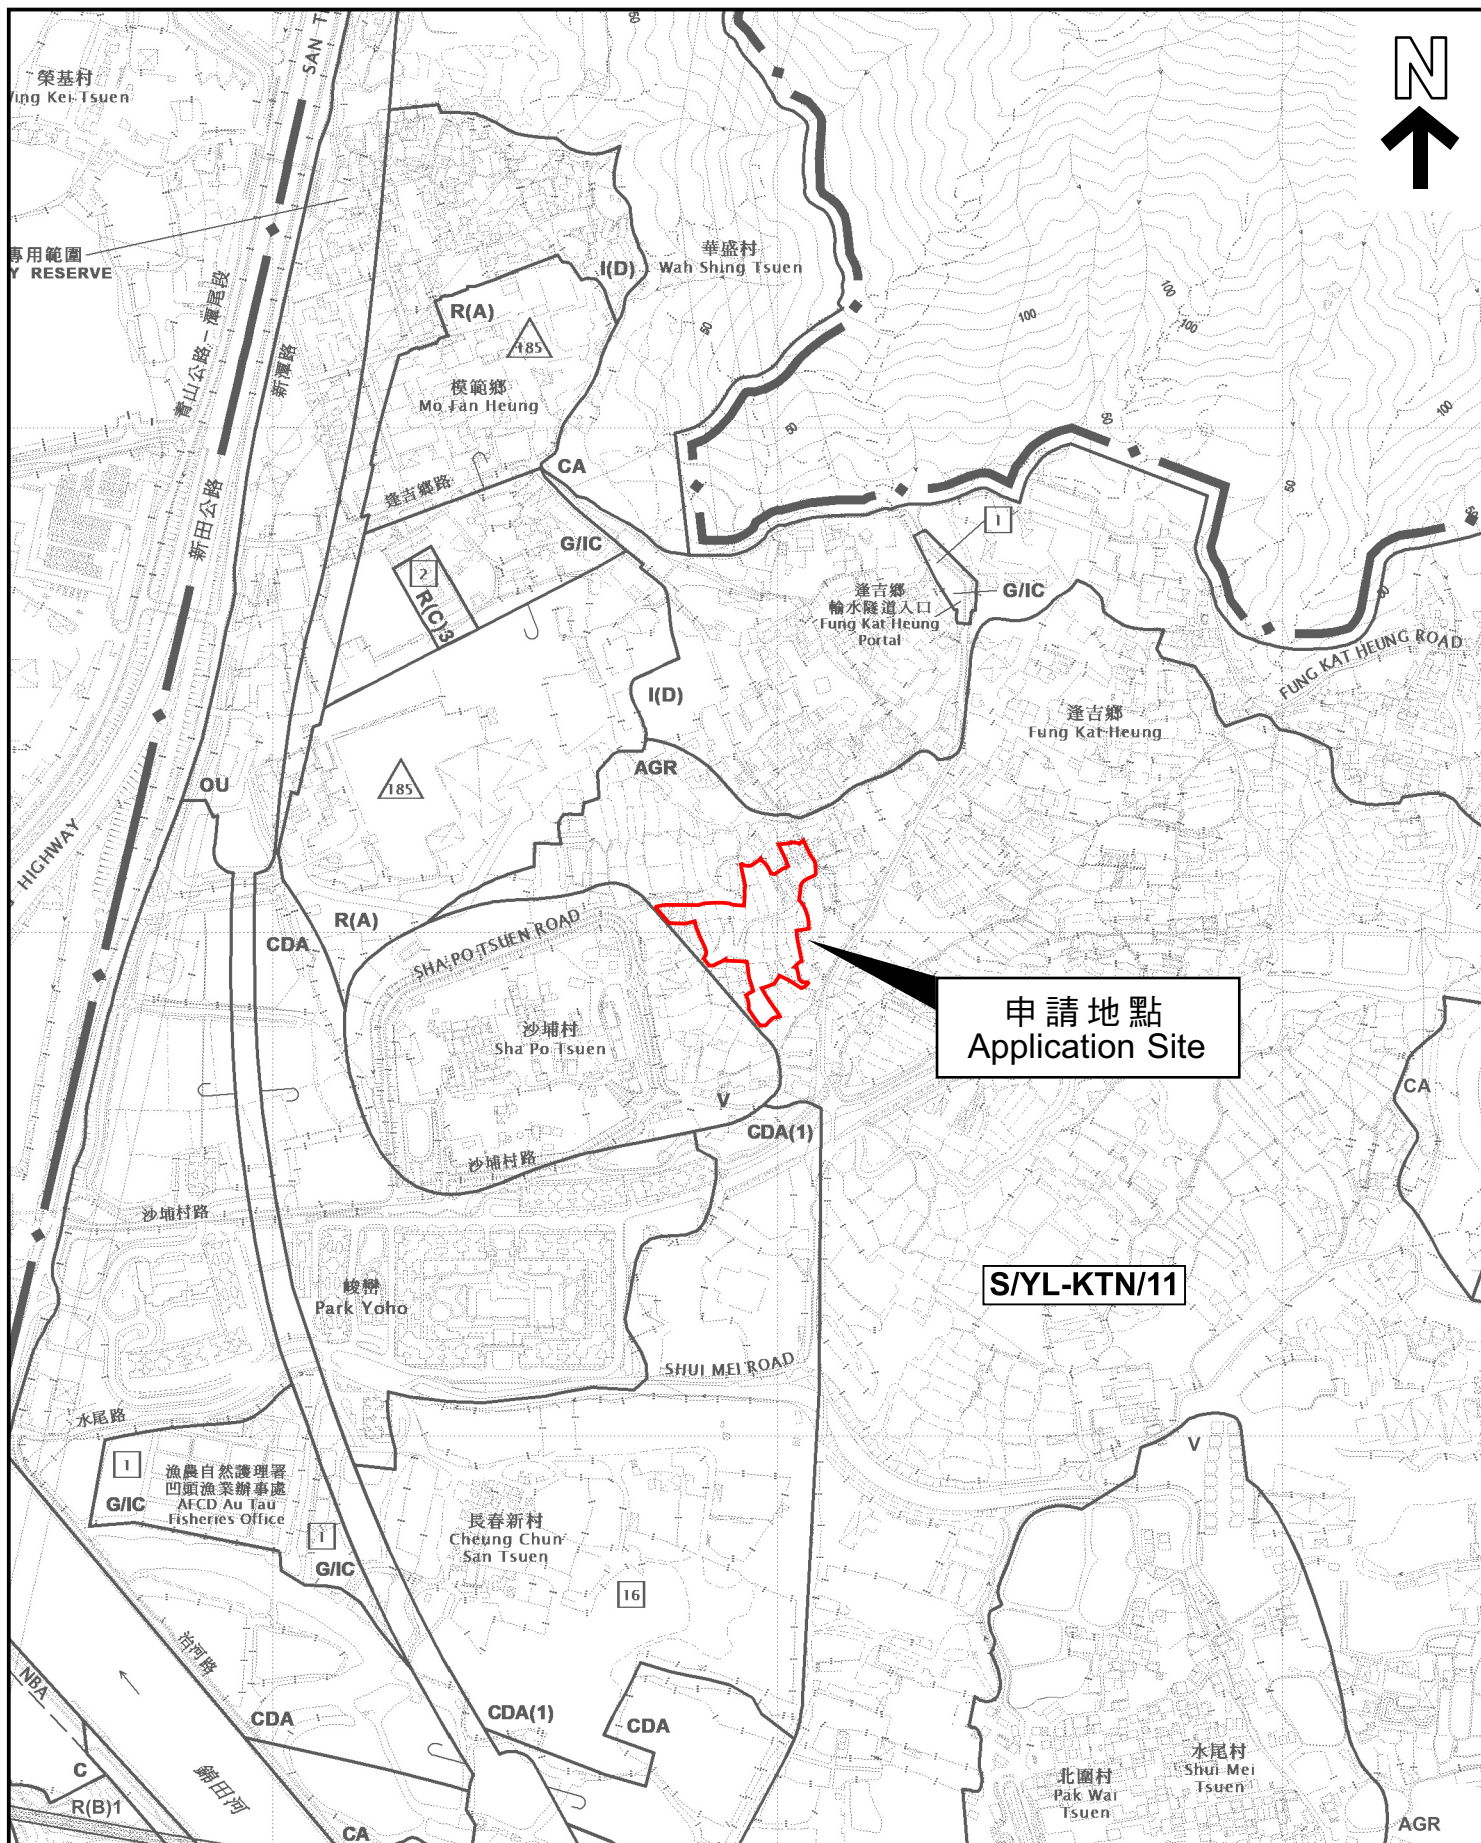 N
榮基村
SAN T
50
專用範圍
Y RESERVE
青山公路－潭尾段
新潭路
新田公路
I(D)
華盛村
Wah Shing Tsuen
R(A)
185
模範鄉
Mo Fan Heung
50
100
100
100
50
50
50
100
CA
逢吉鄉路
G/IC
2
R(C)3
1
逢吉鄉
輸水隧道入口
Fung Kat Heung
Portal
G/IC
FUNG KAT HEUNG ROAD
I(D)
逢吉鄉
Fung Kat Heung
AGR
OU
185
HIGHWAY
R(A)
CDA
SHA PO TSUEN ROAD
沙埔村
Sha Po Tsuen
申請地點
Application Site
V
CDA(1)
CA
沙埔村路
沙埔村路
峻巒
Park Yoho
S/YL-KTN/11
SHUI MEI ROAD
水尾路
1
漁農自然護理署
凹頭漁業辦事處
AFCD Au Tau
Fisheries Office
G/IC
1
G/IC
長春新村
Cheung Chun
San Tsuen
16
V
治河路
NBA
CDA
CDA(1)
CDA
C
R(B)1
錦田河
CA
水尾村
Shui Mei
Tsuen
北圍村
Pak Wai
Tsuen
AGR